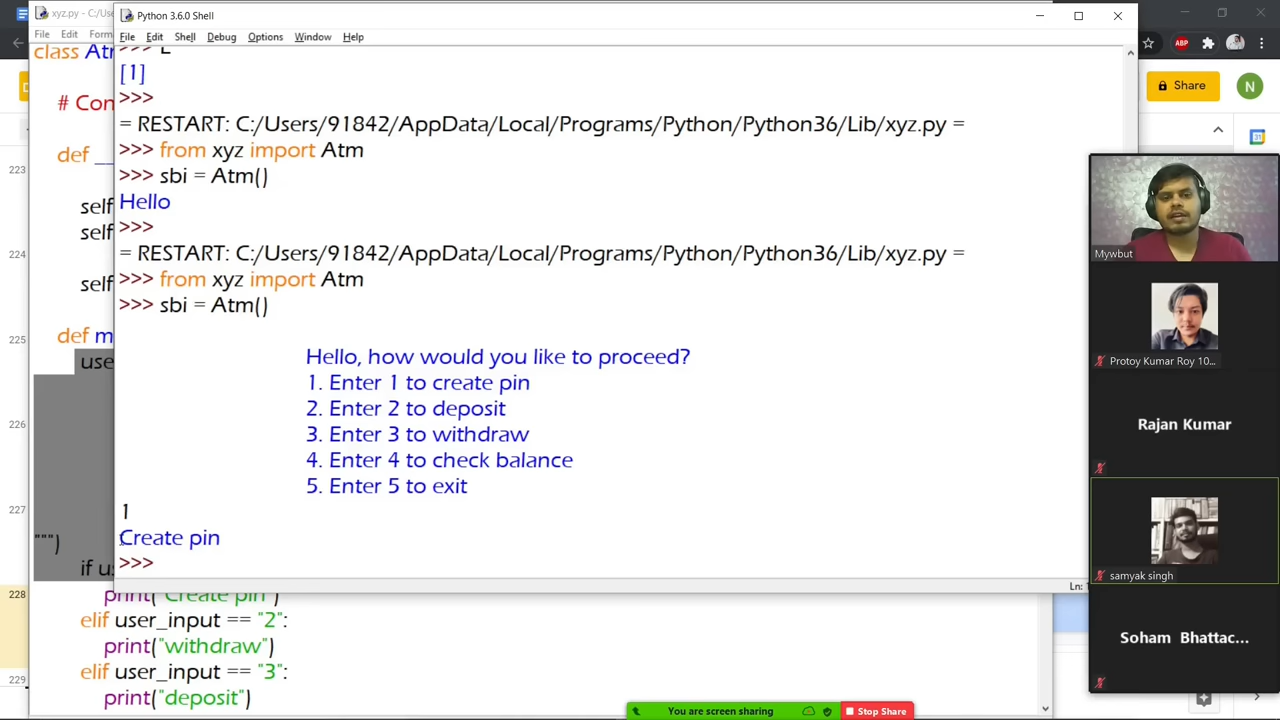 xyz.py - C:/Use
Python 3.6.0 Shell
File Edit Form
File Edit Shell Debug Options Window Help
class Atm
>>> L
[1]
>>>
= RESTART: C:/Users/91842/AppData/Local/Programs/Python/Python36/Lib/xyz.py =
>>> from xyz import Atm
>>> sbi = Atm()
Hello
>>>
= RESTART: C:/Users/91842/AppData/Local/Programs/Python/Python36/Lib/xyz.py =
>>> from xyz import Atm
>>> sbi = Atm()
Hello, how would you like to proceed?
1. Enter 1 to create pin
2. Enter 2 to deposit
3. Enter 3 to withdraw
4. Enter 4 to check balance
5. Enter 5 to exit
1
Create pin
>>>
Ln: 1
# Con
def __
self
self
self
def m
use
""")
if u
print("Create pin")
elif user_input == "2":
print("withdraw")
elif user_input == "3":
print("deposit")
223
224
225
226
227
228
229
ABP
Share
N
Mywbut
Protoy Kumar Roy 10...
Rajan Kumar
samyak singh
Soham Bhattac...
You are screen sharing
Stop Share